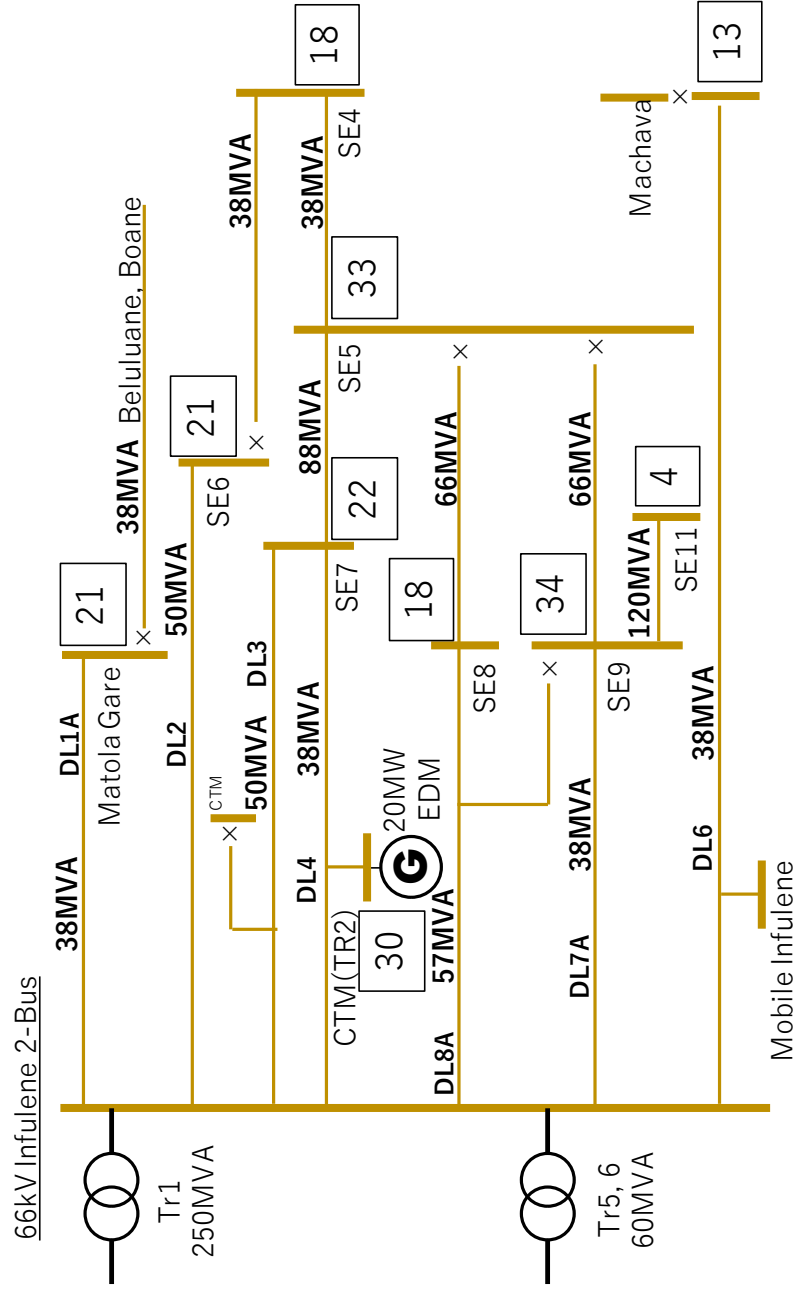 66kV Infulene 2-Bus
Tr1
250MVA
Tr5, 6
60MVA
38MVA
DL1A
Matola Gare
21
38MVA
Beluluane, Boane
DL2
50MVA
SE6
21
38MVA
CTM
50MVA
DL3
DL4
38MVA
SE7
22
88MVA
SE5
33
38MVA
SE4
18
CTM(TR2)
30
G
20MW
EDM
DL8A
57MVA
SE8
18
66MVA
DL7A
38MVA
SE9
34
66MVA
120MVA
SE11
4
DL6
38MVA
Mobile Infulene
Machava
13